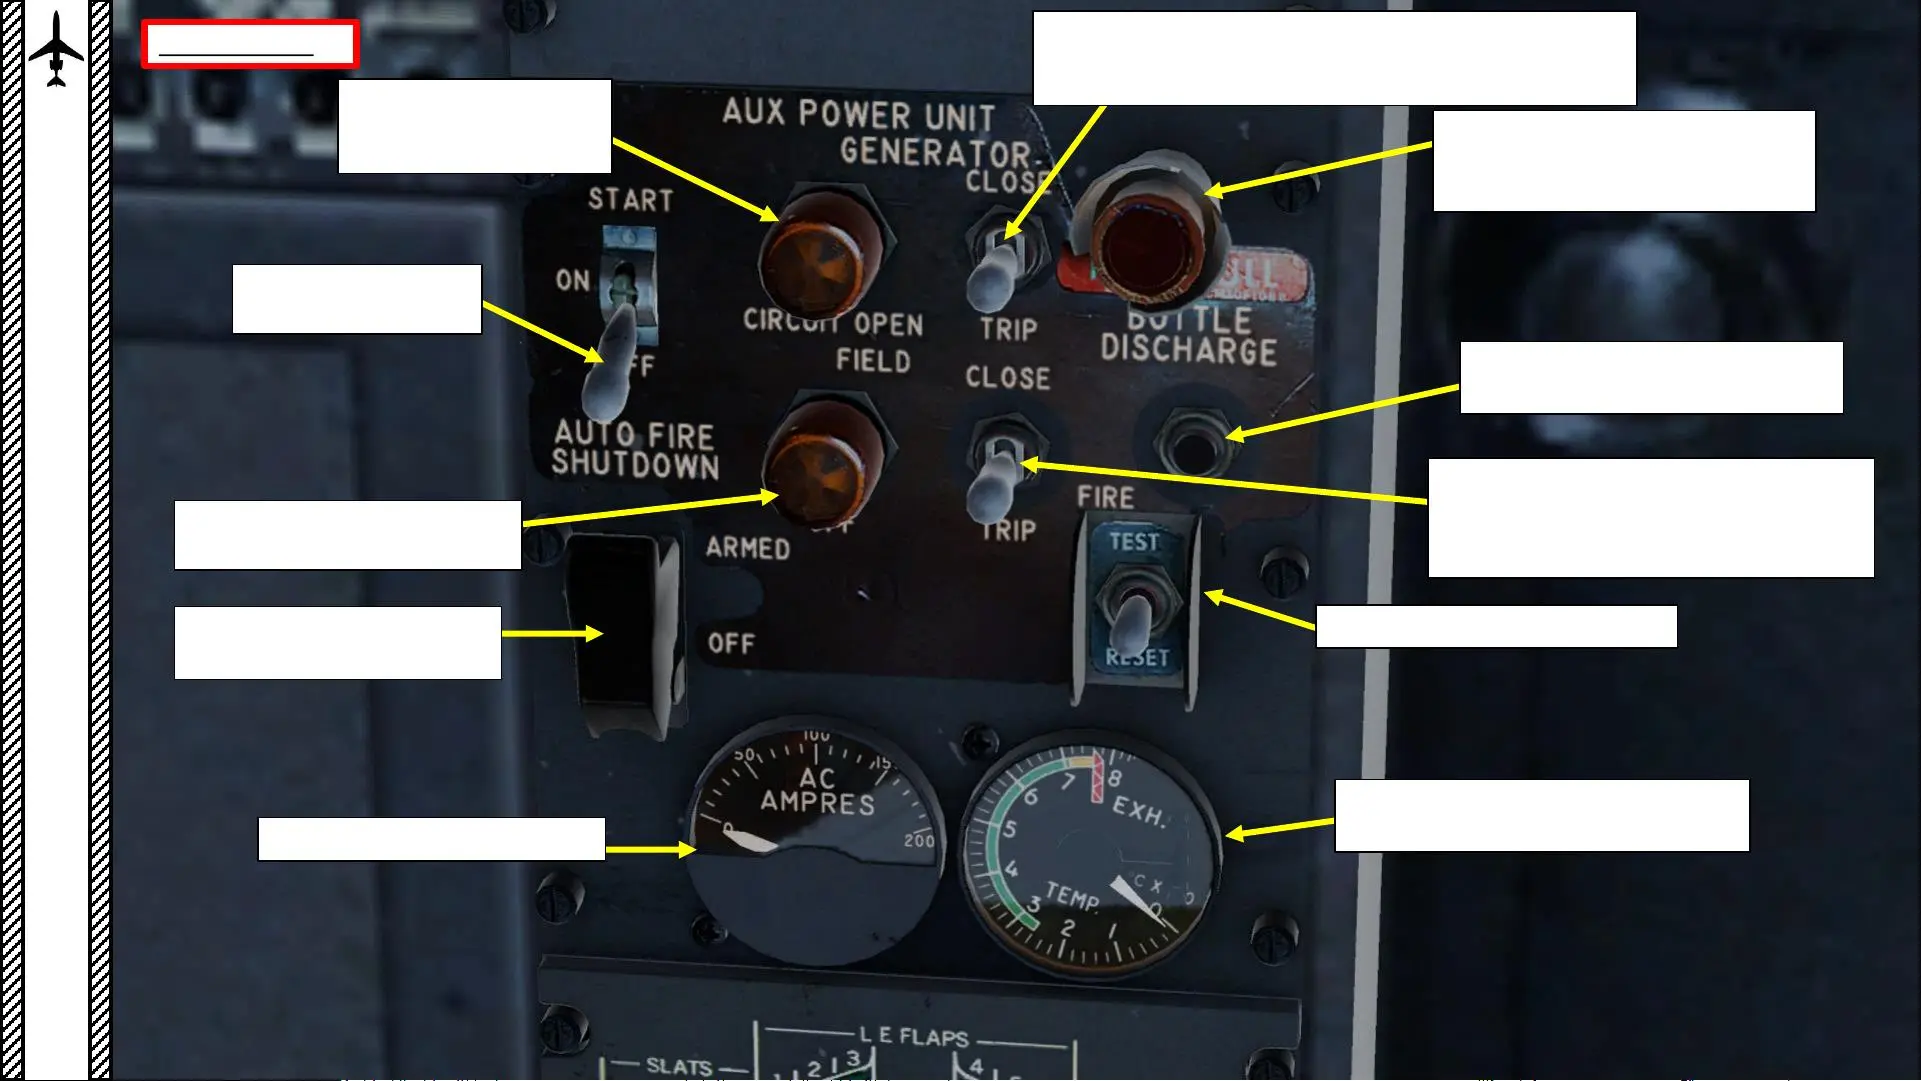 AUX POWER UNIT
GENERATOR
CLOSE
START
ON
CIRCUIT OPEN
TRIP
BOTTLE
DISCHARGE
FIELD
CLOSE
AUTO FIRE
SHUTDOWN
FIRE
TRIP
TEST
ARMED
OFF
RESET
50 100 150
AC
AMPRES
0 200
8
7
6
5
4
3
2
1
0
EXH.
TEMP.
°C X
L E FLAPS
SLATS
2 3 4